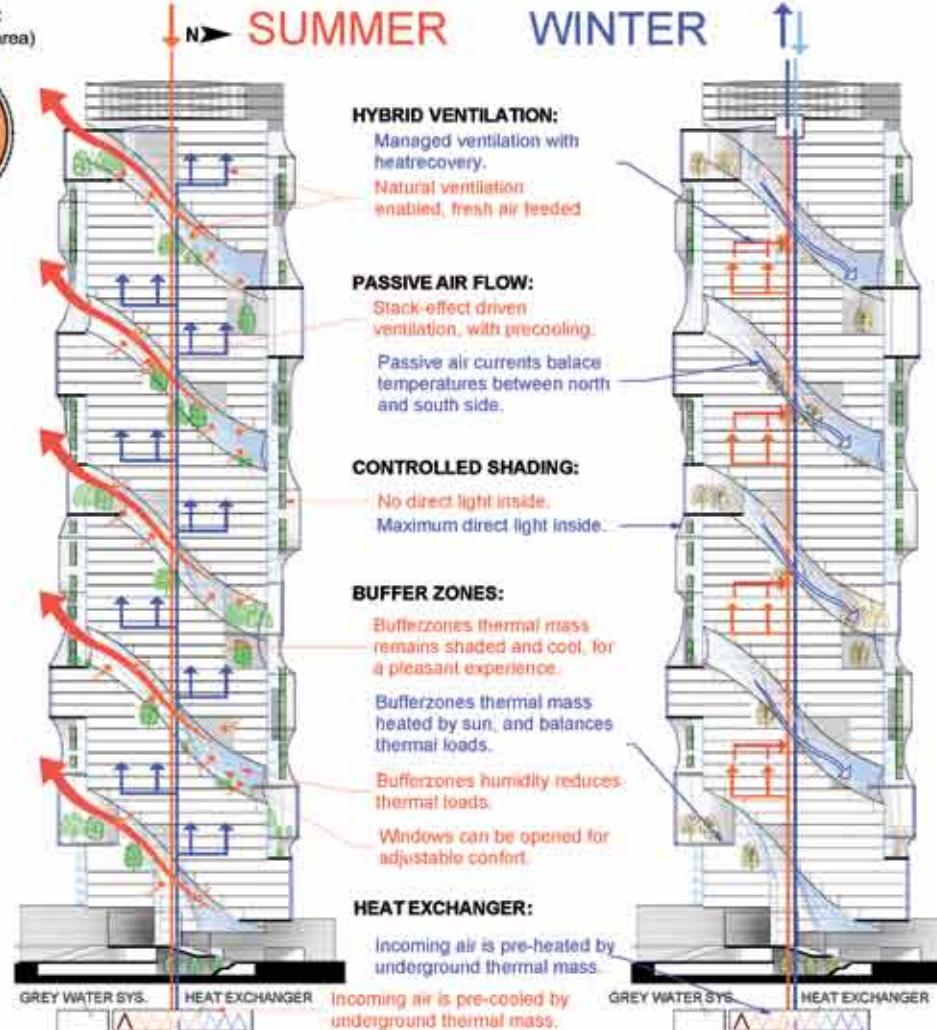 area)
N
SUMMER
WINTER
HYBRID VENTILATION:
Managed ventilation with
heatrecovery.
Natural ventilation
enabled, fresh air feeded
PASSIVE AIR FLOW:
Stack-effect driven
ventilation, with precooling.
Passive air currents balace
temperatures between north
and south side.
CONTROLLED SHADING:
No direct light inside.
Maximum direct light inside.
BUFFER ZONES:
Bufferzones thermal mass
remains shaded and cool, for
a pleasant experience.
Bufferzones thermal mass
heated by sun, and balances
thermal loads.
Bufferzones humidity reduces
thermal loads.
Windows can be opened for
adjustable confort.
HEAT EXCHANGER:
Incoming air is pre-heated by
underground thermal mass.
GREY WATER SYS. HEAT EXCHANGER
Incoming air is pre-cooled by
underground thermal mass.
GREY WATER SYS. HEAT EXCHANGER